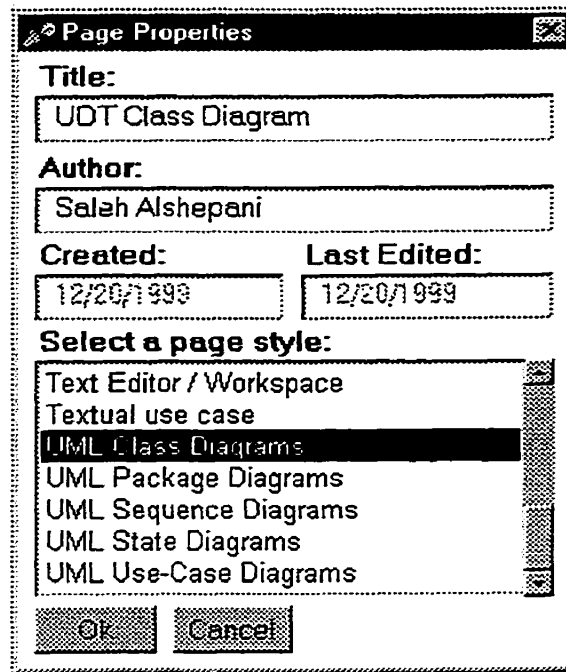 Page Properties
Title:
UDT Class Diagram
Author:
Saleh Alshepani
Created: Last Edited:
12/20/1999 12/20/1999
Select a page style:
Text Editor / Workspace
Textual use case
UML Class Diagrams
UML Package Diagrams
UML Sequence Diagrams
UML State Diagrams
UML Use-Case Diagrams
Ok Cancel